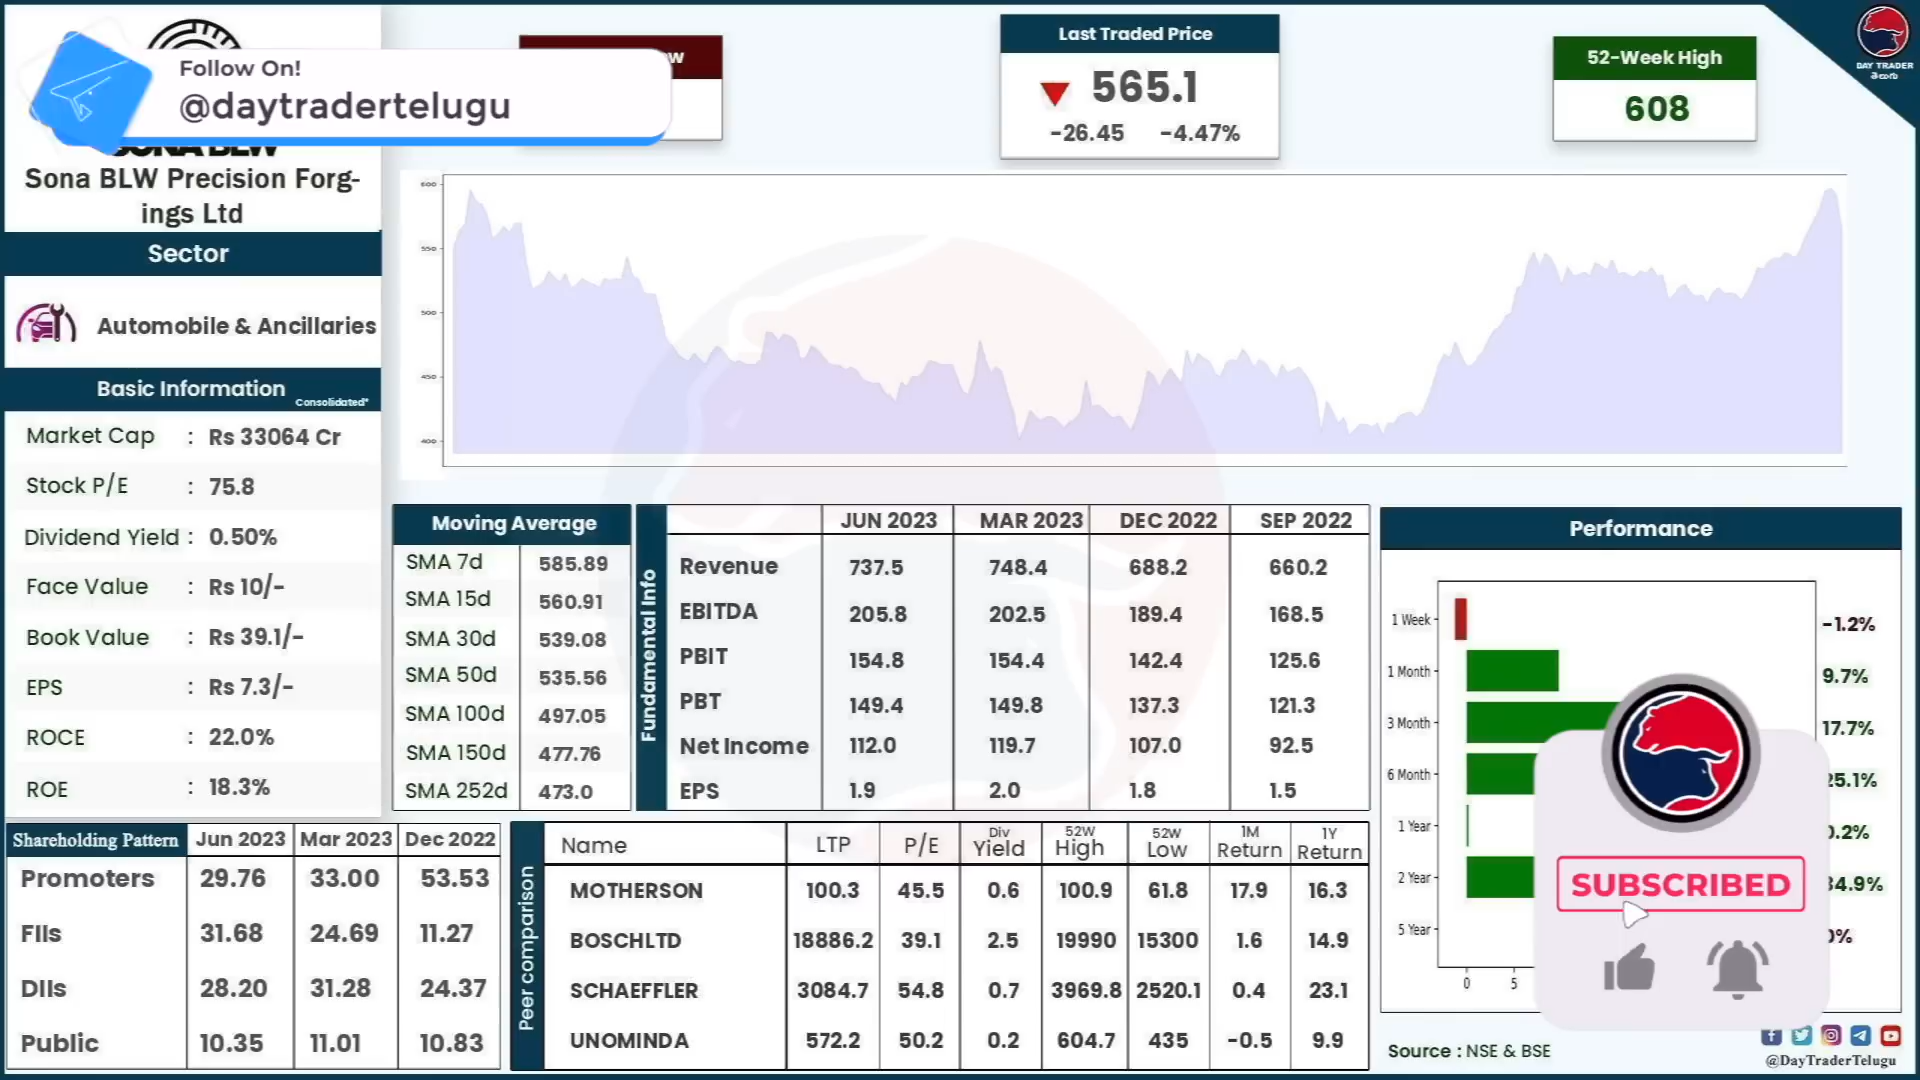 Follow On!
@daytradertelugu
Sona BLW Precision Forg-
ings Ltd
Last Traded Price
565.1
-26.45 -4.47%
52-Week High
608
DAY TRADER
తెలుగు
Sector
Automobile & Ancillaries
Basic Information
Consolidated*
Market Cap : Rs 33064 Cr
Stock P/E : 75.8
Dividend Yield : 0.50%
Face Value : Rs 10/-
Book Value : Rs 39.1/-
EPS : Rs 7.3/-
ROCE : 22.0%
ROE : 18.3%
600
550
500
450
400
Moving Average
SMA 7d 585.89
SMA 15d 560.91
SMA 30d 539.08
SMA 50d 535.56
SMA 100d 497.05
SMA 150d 477.76
SMA 252d 473.0
Fundamental Info
JUN 2023 MAR 2023 DEC 2022 SEP 2022
Revenue 737.5 748.4 688.2 660.2
EBITDA 205.8 202.5 189.4 168.5
PBIT 154.8 154.4 142.4 125.6
PBT 149.4 149.8 137.3 121.3
Net Income 112.0 119.7 107.0 92.5
EPS 1.9 2.0 1.8 1.5
Performance
1 Week -1.2%
1 Month 9.7%
3 Month 17.7%
6 Month 25.1%
1 Year
2 Year
5 Year
0 5
SUBSCRIBED
Shareholding Pattern Jun 2023 Mar 2023 Dec 2022
Promoters 29.76 33.00 53.53
FIIs 31.68 24.69 11.27
DIIs 28.20 31.28 24.37
Public 10.35 11.01 10.83
Peer comparison
Name LTP P/E Div Yield 52W High 52W Low 1M Return 1Y Return
MOTHERSON 100.3 45.5 0.6 100.9 61.8 17.9 16.3
BOSCHLTD 18886.2 39.1 2.5 19990 15300 1.6 14.9
SCHAEFFLER 3084.7 54.8 0.7 3969.8 2520.1 0.4 23.1
UNOMINDA 572.2 50.2 0.2 604.7 435 -0.5 9.9
Source : NSE & BSE
@DayTraderTelugu